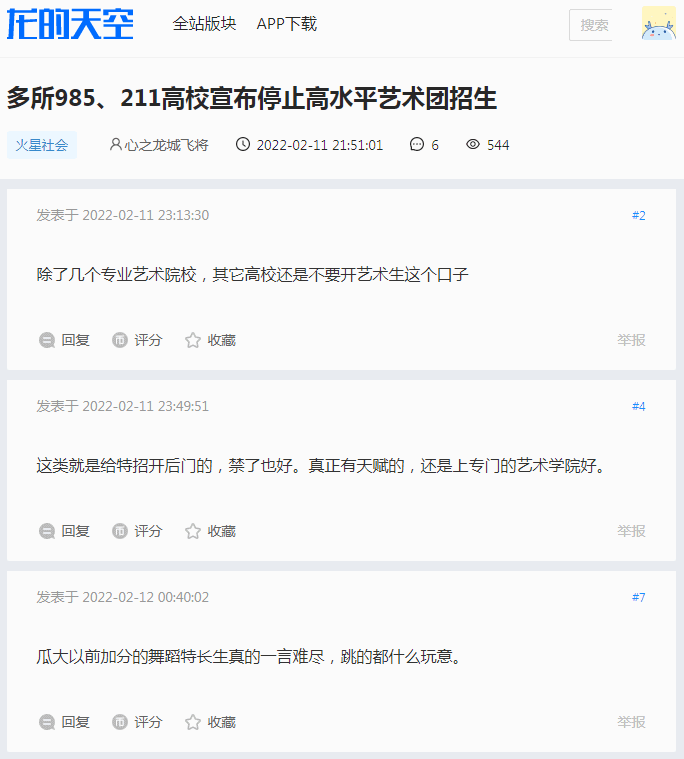 龙的天空 全站版块 APP下载 搜索
多所985、211高校宣布停止高水平艺术团招生
火星社会 心之龙城飞将 2022-02-11 21:51:01 6 544
发表于 2022-02-11 23:13:30 #2
除了几个专业艺术院校，其它高校还是不要开艺术生这个口子
回复 评分 收藏 举报
发表于 2022-02-11 23:49:51 #4
这类就是给特招开后门的，禁了也好。真正有天赋的，还是上专门的艺术学院好。
回复 评分 收藏 举报
发表于 2022-02-12 00:40:02 #7
瓜大以前加分的舞蹈特长生真的一言难尽，跳的都什么玩意。
回复 评分 收藏 举报